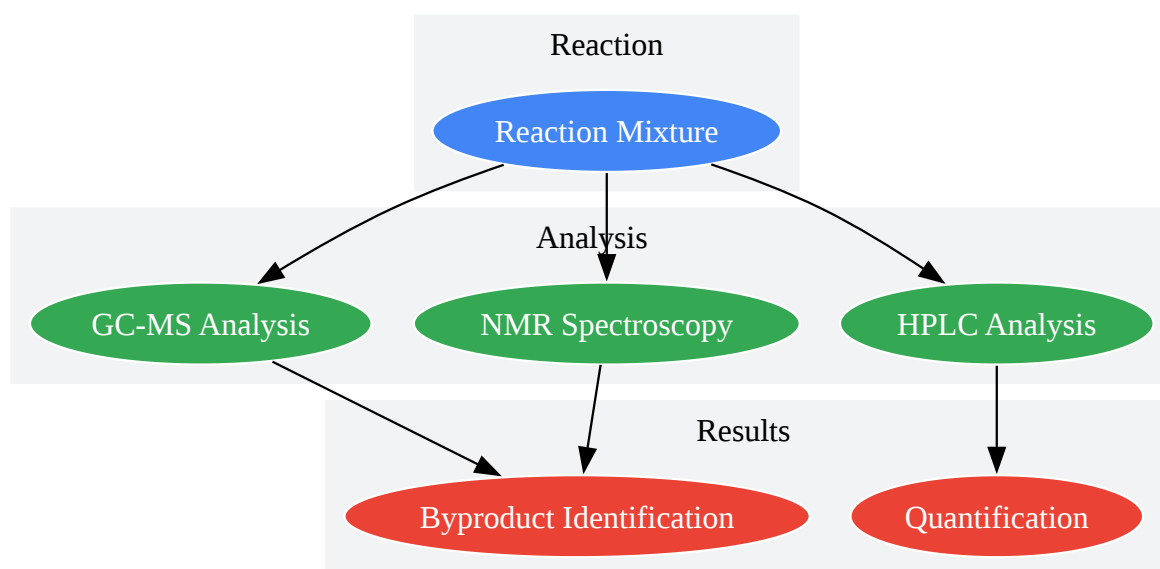 Reaction
Reaction Mixture
Analysis
GC-MS Analysis
NMR Spectroscopy
HPLC Analysis
Results
Byproduct Identification
Quantification